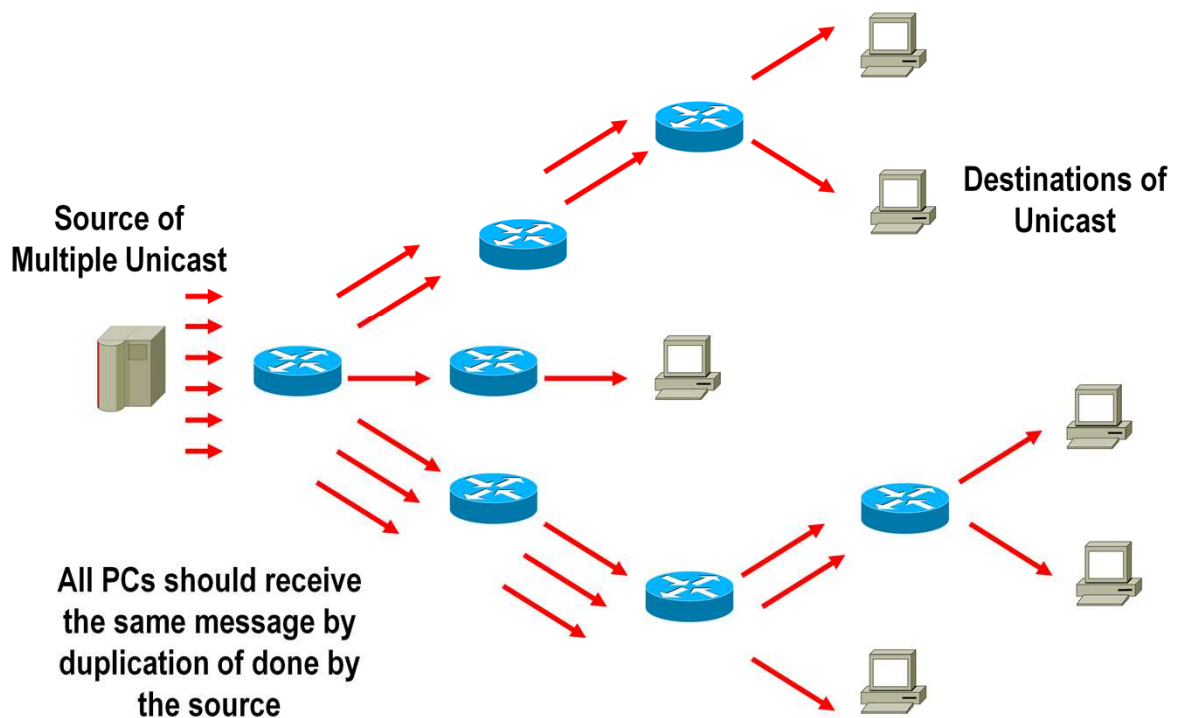 Source of
Multiple Unicast
Destinations of
Unicast
All PCs should receive
the same message by
duplication of done by
the source